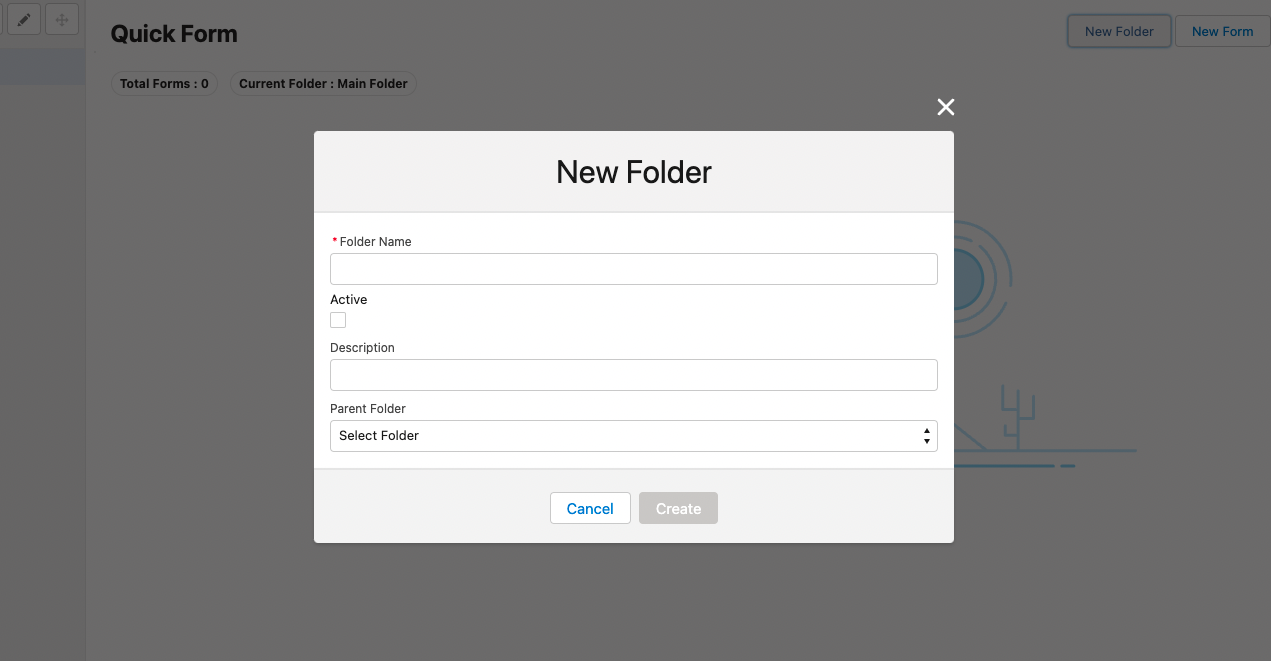 Quick Form
New Folder
New Form
Total Forms : 0
Current Folder : Main Folder
New Folder
* Folder Name
Active
Description
Parent Folder
Select Folder
Cancel
Create